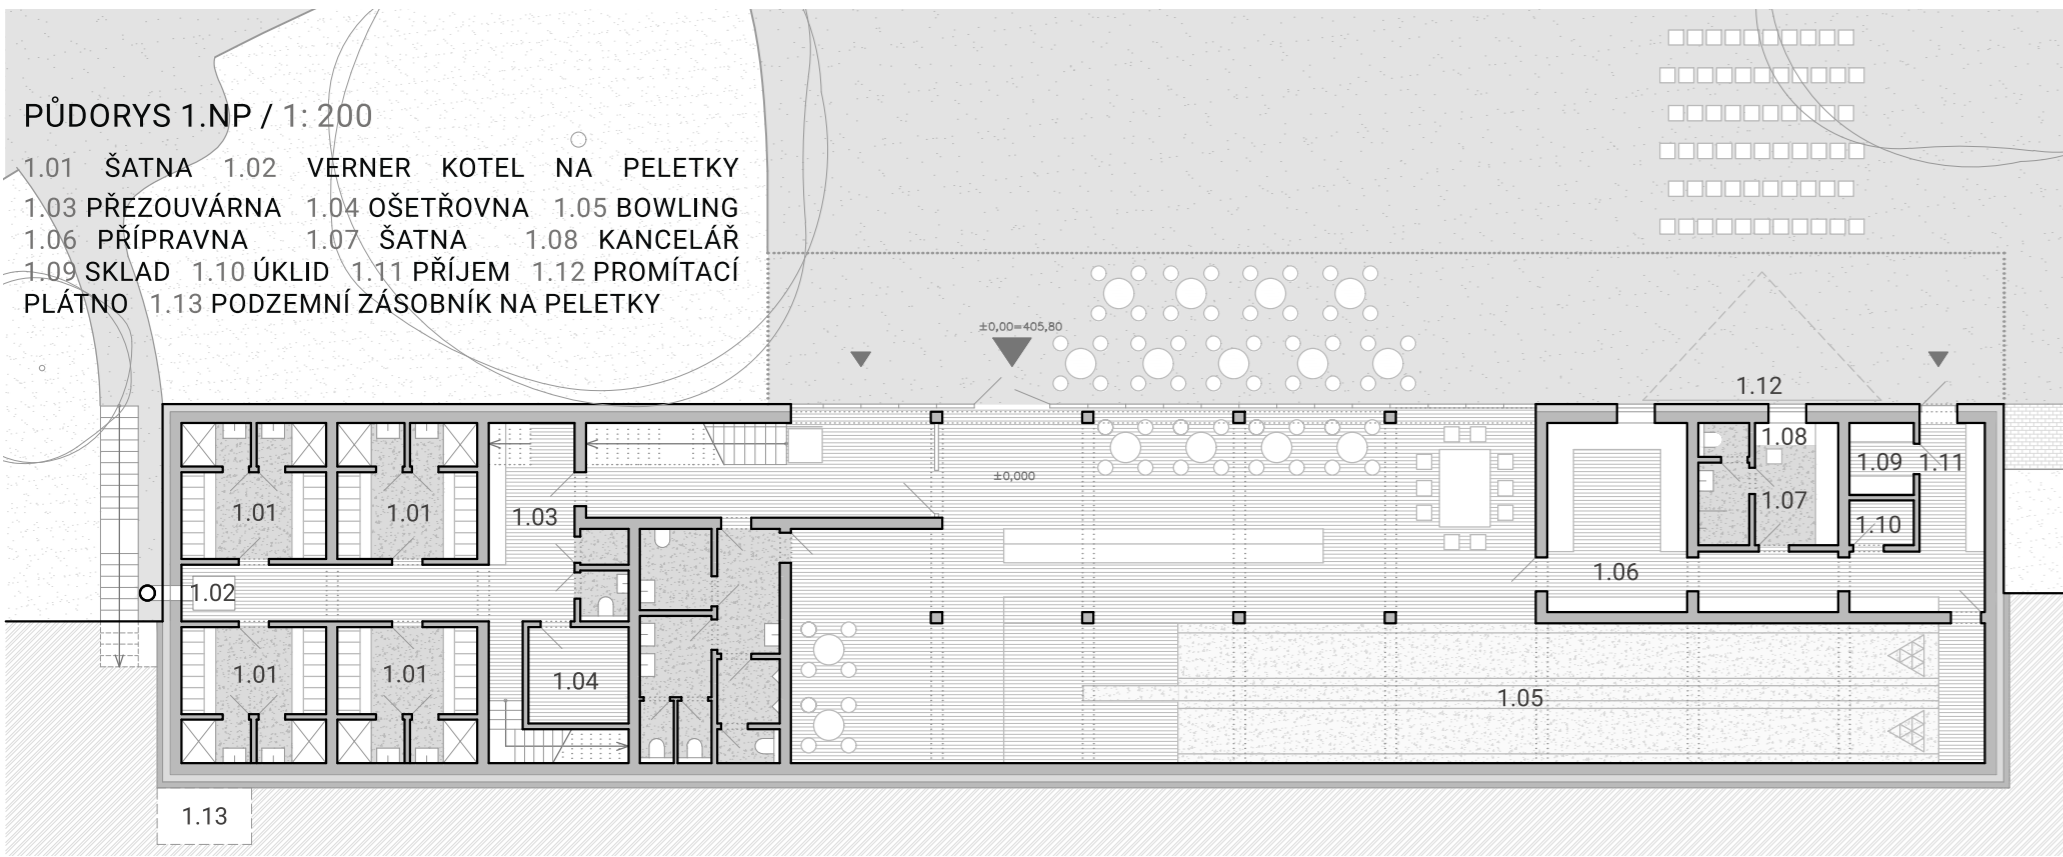 PŮDORYS 1.NP / 1: 200
1.01 ŠATNA 1.02 VERNER KOTEL NA PELETKY
1.03 PŘEZOUVÁRNA 1.04 OŠETŘOVNA 1.05 BOWLING
1.06 PŘÍPRAVNA 1.07 ŠATNA 1.08 KANCELÁŘ
1.09 SKLAD 1.10 ÚKLID 1.11 PŘÍJEM 1.12 PROMÍTACÍ
PLÁTNO 1.13 PODZEMNÍ ZÁSOBNÍK NA PELETKY
±0,00=405,80
1.12
1.08
1.09 1.11
±0,000
1.07
1.01 1.01 1.03
1.10
1.06
1.02
1.01 1.01 1.04
1.05
1.13